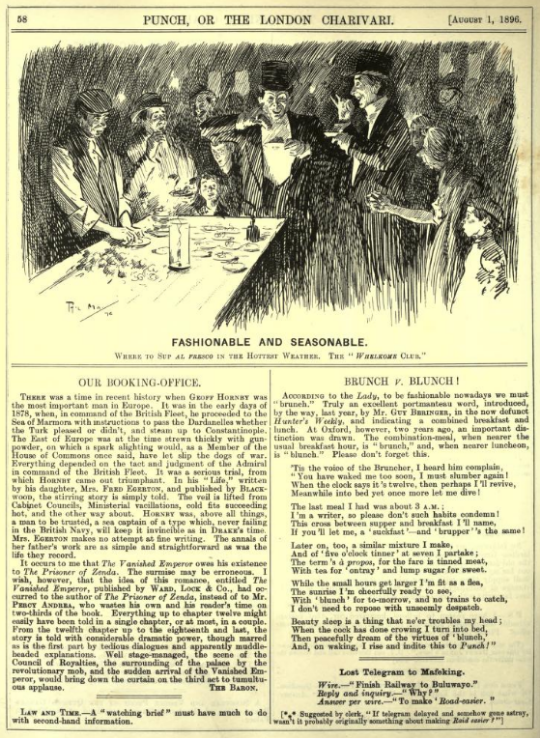 58
PUNCH, OR THE LONDON CHARIVARI.
[August 1, 1896.
FASHIONABLE AND SEASONABLE.
Where to Sup al fresco in the Hottest Weather. The "Whelkome Club."
OUR BOOKING-OFFICE.
There was a time in recent history when Geoff Hornby was
the most important man in Europe. It was in the early days of
1878, when, in command of the British Fleet, he proceeded to the
Sea of Marmora with instructions to pass the Dardanelles whether
the Turk pleased or didn't, and steam up to Constantinople.
The East of Europe was at the time strewn thickly with gun-
powder, on which a spark alighting would, as a Member of the
House of Commons once said, have let slip the dogs of war.
Everything depended on the tact and judgment of the Admiral
in command of the British Fleet. It was a serious trial, from
which Hornby came out triumphant. In his "Life," written
by his daughter, Mrs. Fred Egerton, and published by Black-
wood, the stirring story is simply told. The veil is lifted from
Cabinet Councils, Ministerial vacillations, cold fits succeeding
hot, and the other way about. Hornby was, above all things,
a man to be trusted, a sea captain of a type which, never failing
in the British Navy, will keep it invincible as in Drake's time.
Mrs. Egerton makes no attempt at fine writing. The annals of
her father's work are as simple and straightforward as was the
life they record.
It occurs to me that The Vanished Emperor owes his existence
to The Prisoner of Zenda. The surmise may be erroneous. I
wish, however, that the idea of this romance, entitled The
Vanished Emperor, published by Ward, Lock & Co., had oc-
curred to the author of The Prisoner of Zenda, instead of to Mr.
Percy Andreæ, who wastes his own and his reader's time on
two-thirds of the book. Everything up to chapter twelve might
easily have been told in a single chapter, or at most, in a couple.
From the twelfth chapter up to the eighteenth and last, the
story is told with considerable dramatic power, though marred
as is the first part by tedious dialogues and apparently muddle-
headed explanations. Well stage-managed, the scene of the
Council of Royalties, the surrounding of the palace by the
revolutionary mob, and the sudden arrival of the Vanished Em-
peror, would bring down the curtain on the third act to tumultu-
ous applause. The Baron.
Law and Time.—A "watching brief" must have much to do
with second-hand information.
BRUNCH v. BLUNCH!
According to the Lady, to be fashionable nowadays we must
"brunch." Truly an excellent portmanteau word, introduced,
by the way, last year, by Mr. Guy Beringer, in the now defunct
Hunter's Weekly, and indicating a combined breakfast and
lunch. At Oxford, however, two years ago, an important dis-
tinction was drawn. The combination-meal, when nearer the
usual breakfast hour, is "brunch," and, when nearer luncheon,
is "blunch." Please don't forget this.
'Tis the voice of the Bruncher, I heard him complain,
"You have waked me too soon, I must slumber again!
When the clock says it's twelve, then perhaps I'll revive,
Meanwhile into bed yet once more let me dive!
The last meal I had was about 3 A.M.;
I'm a writer, so please don't such habits condemn!
This cross between supper and breakfast I'll name,
If you'll let me, a 'suckfast'—and 'brupper' 's the same!
Later on, too, a similar mixture I make,
And of 'five o'clock tinner' at seven I partake;
The term's à propos, for the fare is tinned meat,
With tea for 'entray' and lump sugar for sweet.
While the small hours get larger I'm fit as a flea,
The sunrise I'm cheerfully ready to see,
With 'blunch' for to-morrow, and no trains to catch,
I don't need to repose with unseemly despatch.
Beauty sleep is a thing that ne'er troubles my head;
When the cock has done crowing I turn into bed,
Then peacefully dream of the virtues of 'blunch,'
And, on waking, I rise and indite this to Punch!"
Lost Telegram to Mafeking.
Wire.—"Finish Railway to Buluwayo."
Reply and inquiry.—"Why?"
Answer per wire.—"To make 'Road-easier.'"
[*⁎* Suggested by clerk, "If telegram delayed and somehow gone astray,
wasn't it probably originally something about making Raid easier?"]